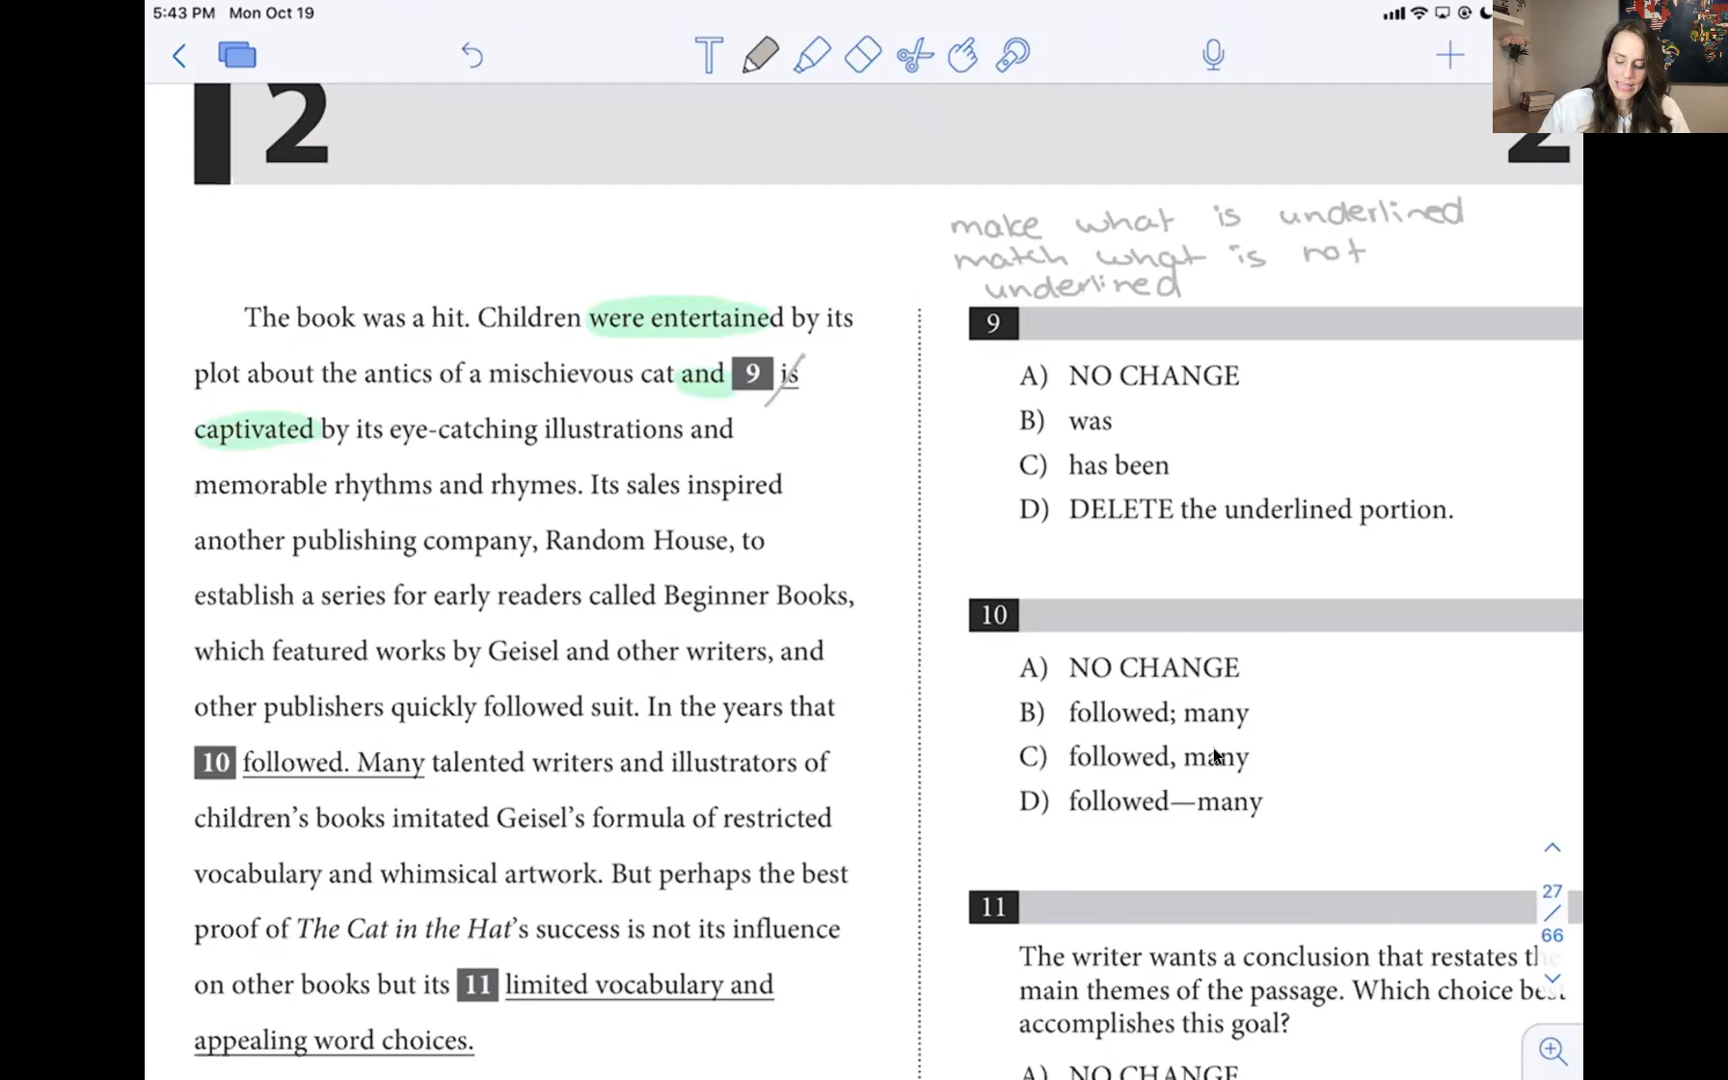 5:43 PM Mon Oct 19
T
2
make what is underlined
match what is not
underlined
The book was a hit. Children were entertained by its
plot about the antics of a mischievous cat and 9 is
captivated by its eye-catching illustrations and
memorable rhythms and rhymes. Its sales inspired
another publishing company, Random House, to
establish a series for early readers called Beginner Books,
which featured works by Geisel and other writers, and
other publishers quickly followed suit. In the years that
10 followed. Many talented writers and illustrators of
children’s books imitated Geisel’s formula of restricted
vocabulary and whimsical artwork. But perhaps the best
proof of The Cat in the Hat’s success is not its influence
on other books but its 11 limited vocabulary and
appealing word choices.
9
A) NO CHANGE
B) was
C) has been
D) DELETE the underlined portion.
10
A) NO CHANGE
B) followed; many
C) followed, many
D) followed—many
11
The writer wants a conclusion that restates the
main themes of the passage. Which choice best
accomplishes this goal?
A) NO CHANGE
27
/
66